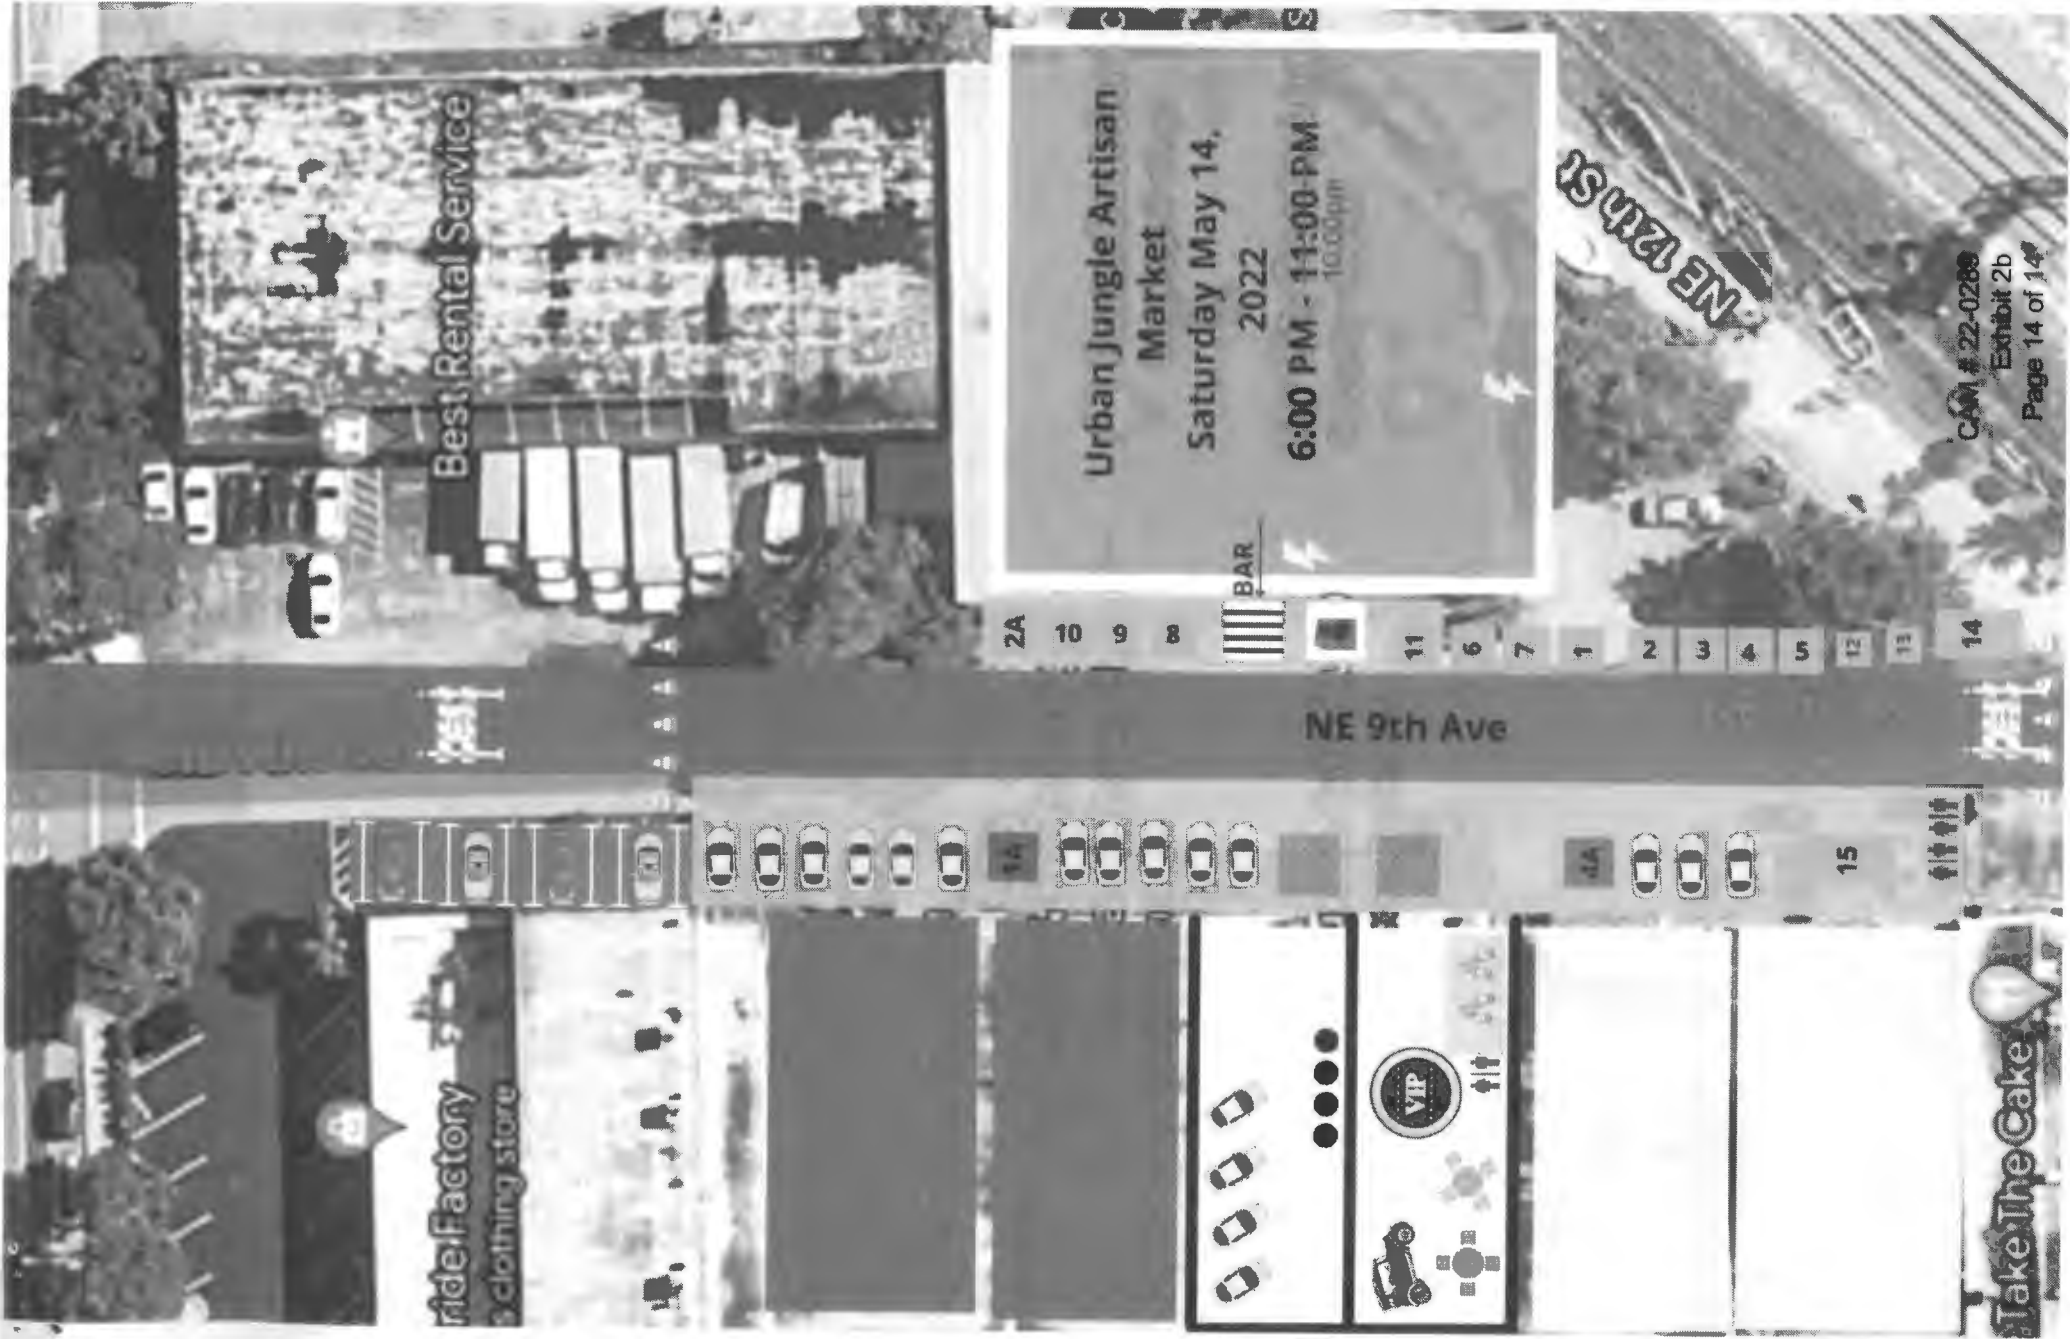 Best Rental Service
Urban Jungle Artisan
Market
Saturday May 14,
2022
6:00 PM - 11:00 PM
10:00pm
NE 12th St
Exhibit 2b
Page 14 of 14
BAR
2A
10
9
8
11
6
7
1
2
3
4
5
12
13
14
NE 9th Ave
1A
4A
15
VIP
ride Factory
s clothing store
Take The Cake